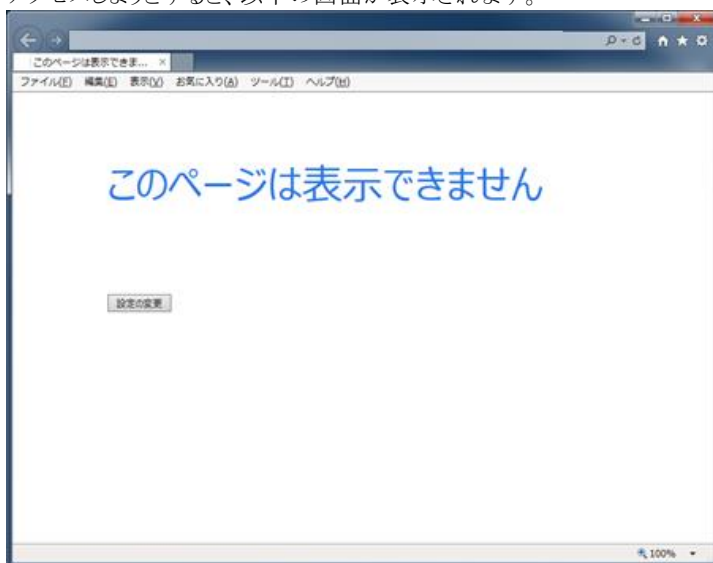 アクセスしようとすると、以下の画面が表示されます。
このページは表示できま...
ファイル(F) 編集(E) 表示(V) お気に入り(A) ツール(T) ヘルプ(H)
このページは表示できません
設定の変更
100%